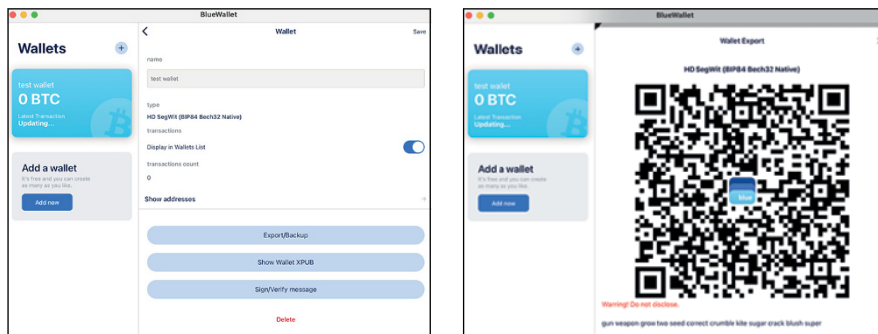 BlueWallet
Wallets
test wallet
0 BTC
Latest Transaction
Updating...
Add a wallet
It's free and you can create
as many as you like.
Add now
Wallet
Save
name
test wallet
type
HD SegWit (BIP84 Bech32 Native)
transactions
Display in Wallets List
transactions count
0
Show addresses
Export/Backup
Show Wallet XPUB
Sign/Verify message
Delete
BlueWallet
Wallets
test wallet
0 BTC
Latest Transaction
Updating...
Add a wallet
It's free and you can create
as many as you like.
Add now
Wallet Export
HD SegWit (BIP84 Bech32 Native)
blue
Warning! Do not disclose.
gun weapon grow two seed correct crumble kite sugar crack blush super